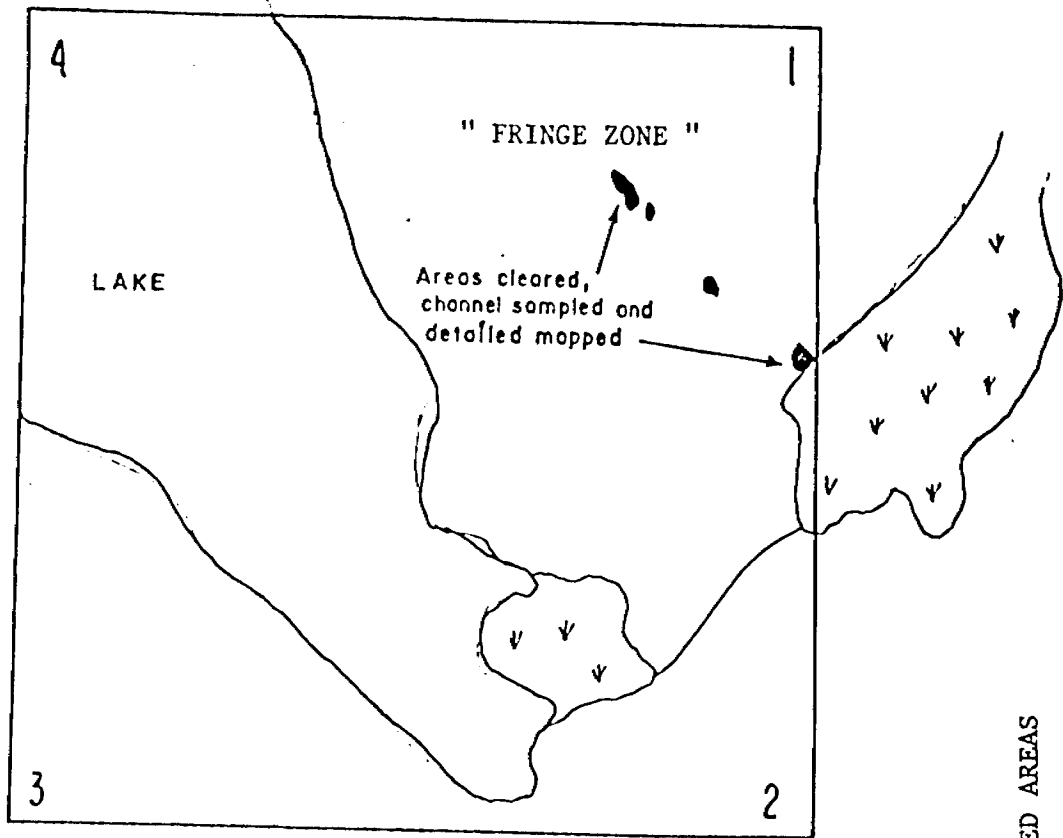 4
1
" FRINGE ZONE "
LAKE
Areas cleared,
channel sampled and
detailed mapped
3
2
ED AREAS